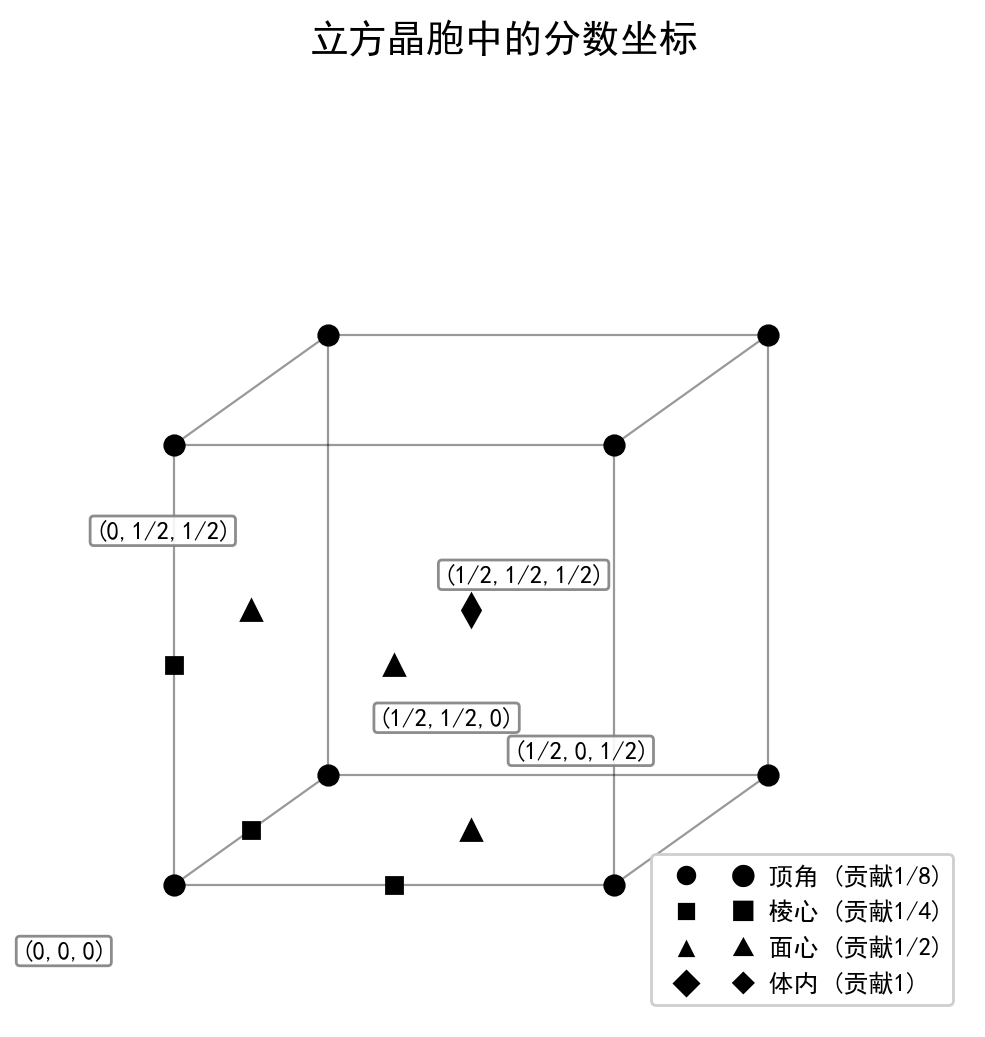 立方晶胞中的分数坐标
(0,1/2,1/2)
(1/2,1/2,1/2)
(1/2,1/2,0)
(1/2,0,1/2)
(0,0,0)
顶角 (贡献1/8)
棱心 (贡献1/4)
面心 (贡献1/2)
体内 (贡献1)